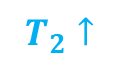 T₂ ↑